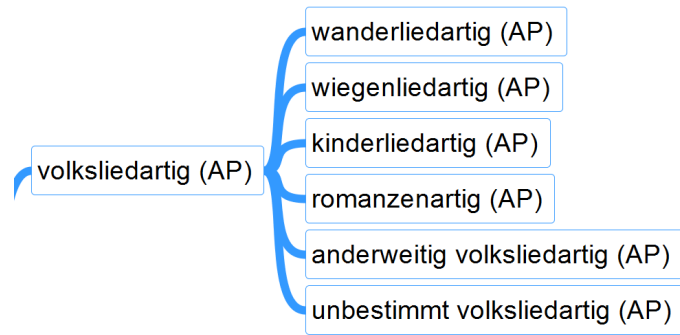 wanderliedartig (AP)
wiegenliedartig (AP)
kinderliedartig (AP)
volksliedartig (AP)
romanzenartig (AP)
anderweitig volksliedartig (AP)
unbestimmt volksliedartig (AP)